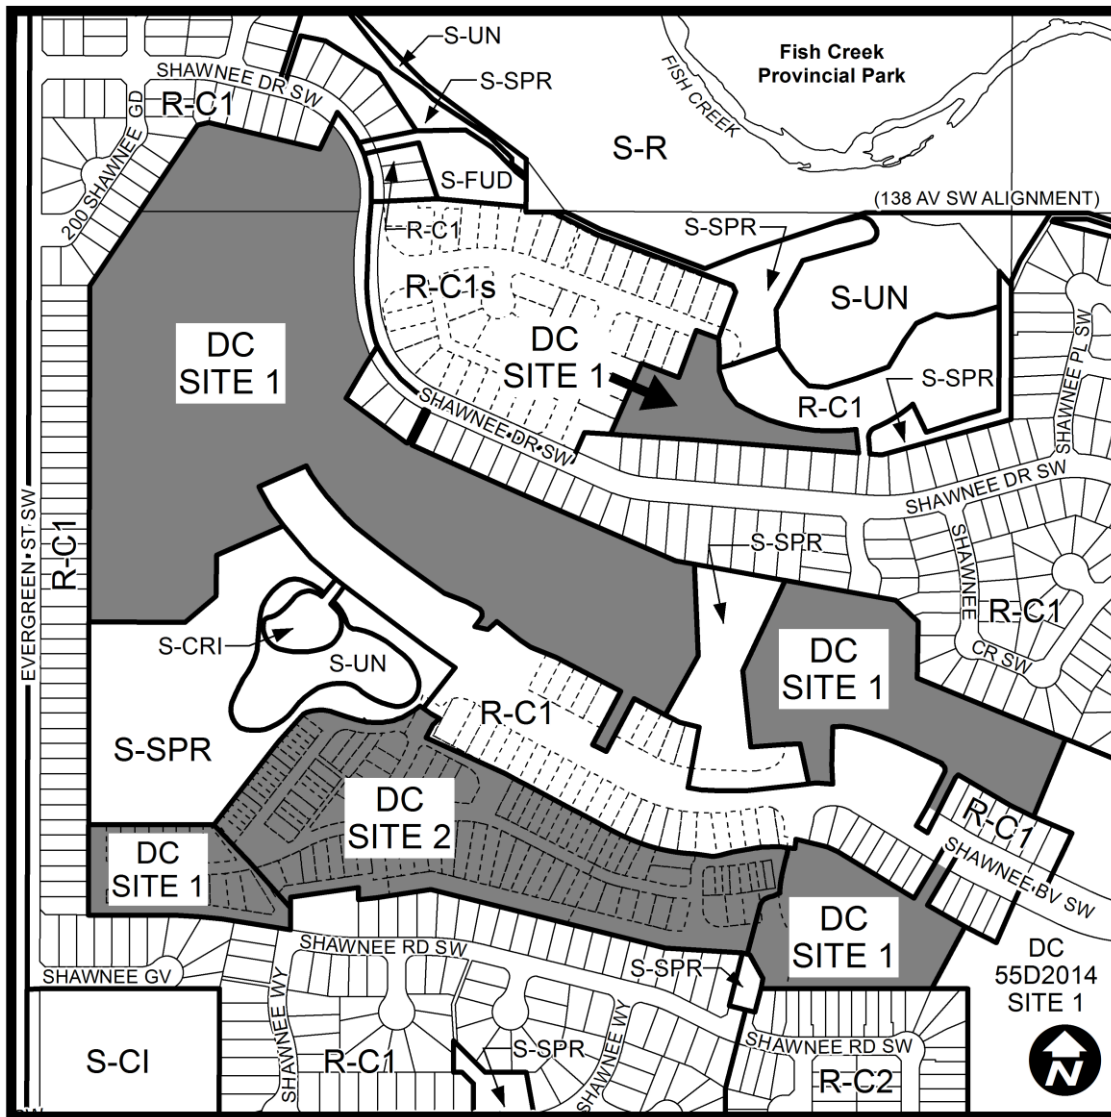 S-UN
Fish Creek
Provincial Park
SHAWNEE DR SW
S-SPR
FISH CREEK
R-C1
200 SHAWNEE GD
S-R
S-FUD
(138 AV SW ALIGNMENT)
R-C1
S-SPR
R-C1s
S-UN
DC
SITE 1
DC
SITE 1
S-SPR
SHAWNEE PL SW
R-C1
SHAWNEE DR SW
SHAWNEE DR SW
EVERGREEN ST SW
R-C1
S-SPR
SHAWNEE
CR SW
R-C1
S-CRI
S-UN
DC
SITE 1
R-C1
S-SPR
DC
SITE 2
R-C1
DC
SITE 1
SHAWNEE BV SW
DC
SITE 1
SHAWNEE RD SW
S-SPR
DC
55D2014
SITE 1
SHAWNEE GV
SHAWNEE WY
S-CI
R-C1
S-SPR
SHAWNEE WY
SHAWNEE RD SW
R-C2
N
SW